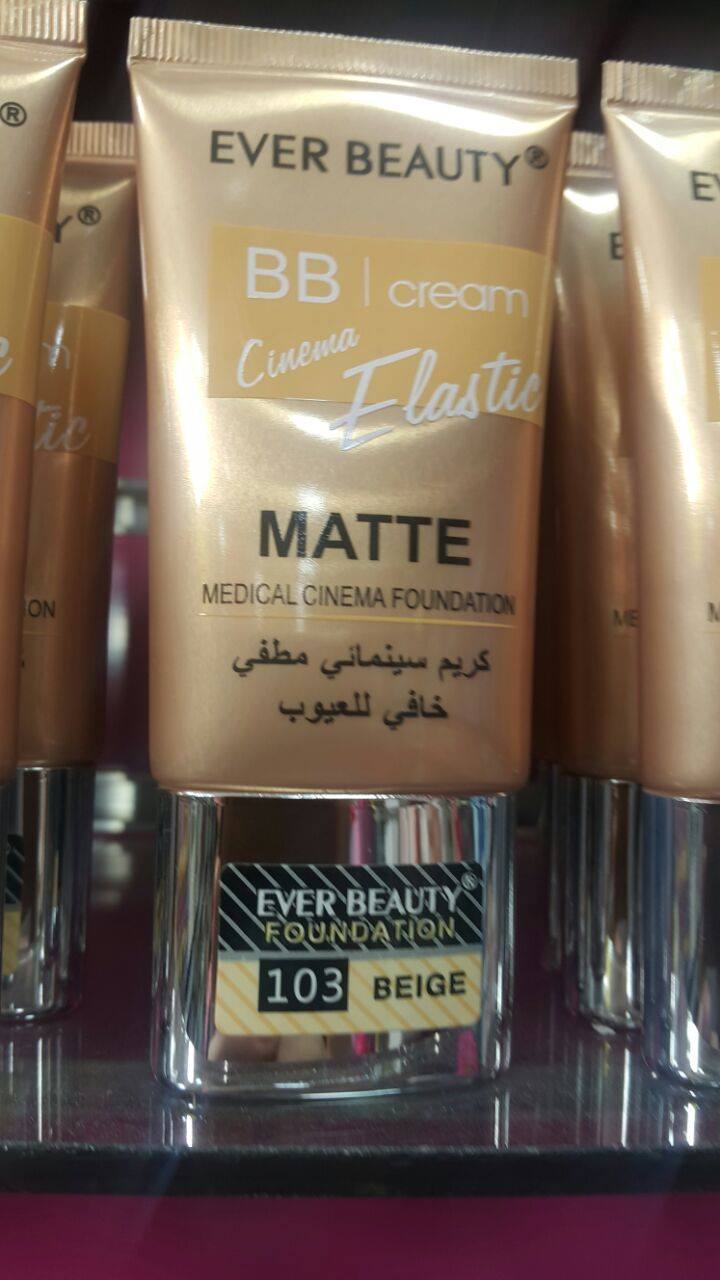 EVER BEAUTY®
BB | cream
Cinema
Elastic
MATTE
MEDICAL CINEMA FOUNDATION
كريم سينمائي مطفي
خافي للعيوب
EVER BEAUTY®
FOUNDATION
103 BEIGE